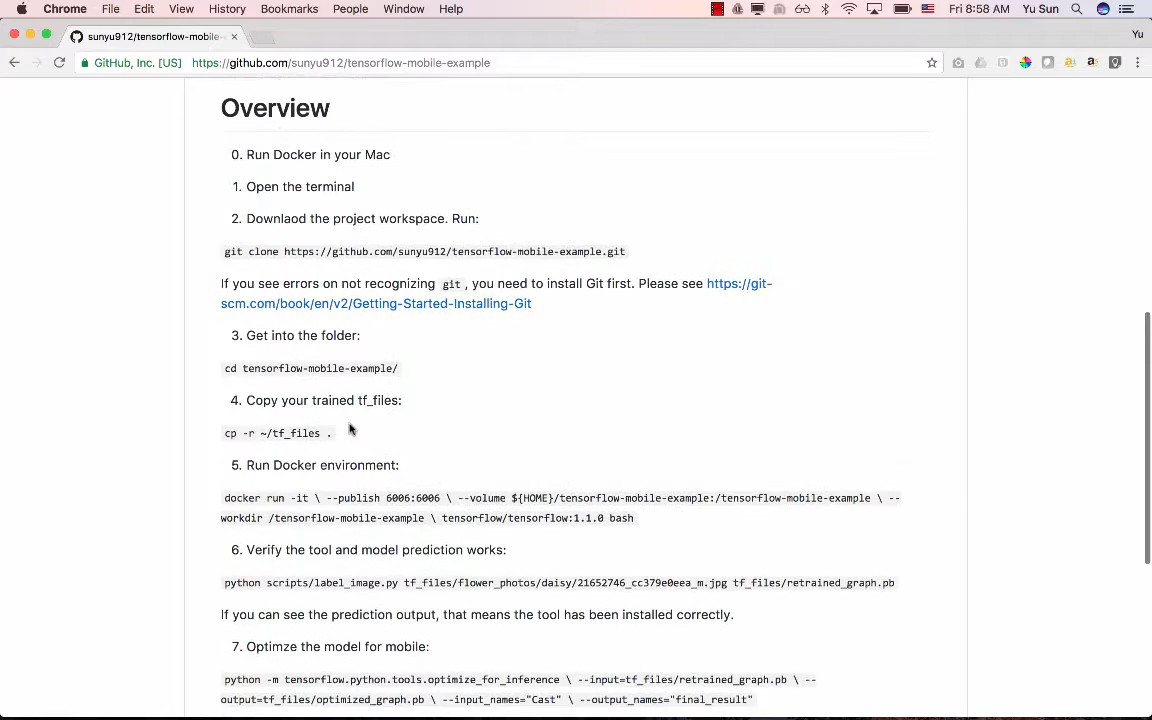 Chrome File Edit View History Bookmarks People Window Help Fri 8:58 AM Yu Sun
sunyu912/tensorflow-mobile- Yu
GitHub, Inc. [US] https://github.com/sunyu912/tensorflow-mobile-example
Overview
0. Run Docker in your Mac
1. Open the terminal
2. Downlaod the project workspace. Run:
git clone https://github.com/sunyu912/tensorflow-mobile-example.git
If you see errors on not recognizing git , you need to install Git first. Please see https://git-
scm.com/book/en/v2/Getting-Started-Installing-Git
3. Get into the folder:
cd tensorflow-mobile-example/
4. Copy your trained tf_files:
cp -r ~/tf_files .
5. Run Docker environment:
docker run -it \ --publish 6006:6006 \ --volume ${HOME}/tensorflow-mobile-example:/tensorflow-mobile-example \ --
workdir /tensorflow-mobile-example \ tensorflow/tensorflow:1.1.0 bash
6. Verify the tool and model prediction works:
python scripts/label_image.py tf_files/flower_photos/daisy/21652746_cc379e0eea_m.jpg tf_files/retrained_graph.pb
If you can see the prediction output, that means the tool has been installed correctly.
7. Optimze the model for mobile:
python -m tensorflow.python.tools.optimize_for_inference \ --input=tf_files/retrained_graph.pb \ --
output=tf_files/optimized_graph.pb \ --input_names="Cast" \ --output_names="final_result"